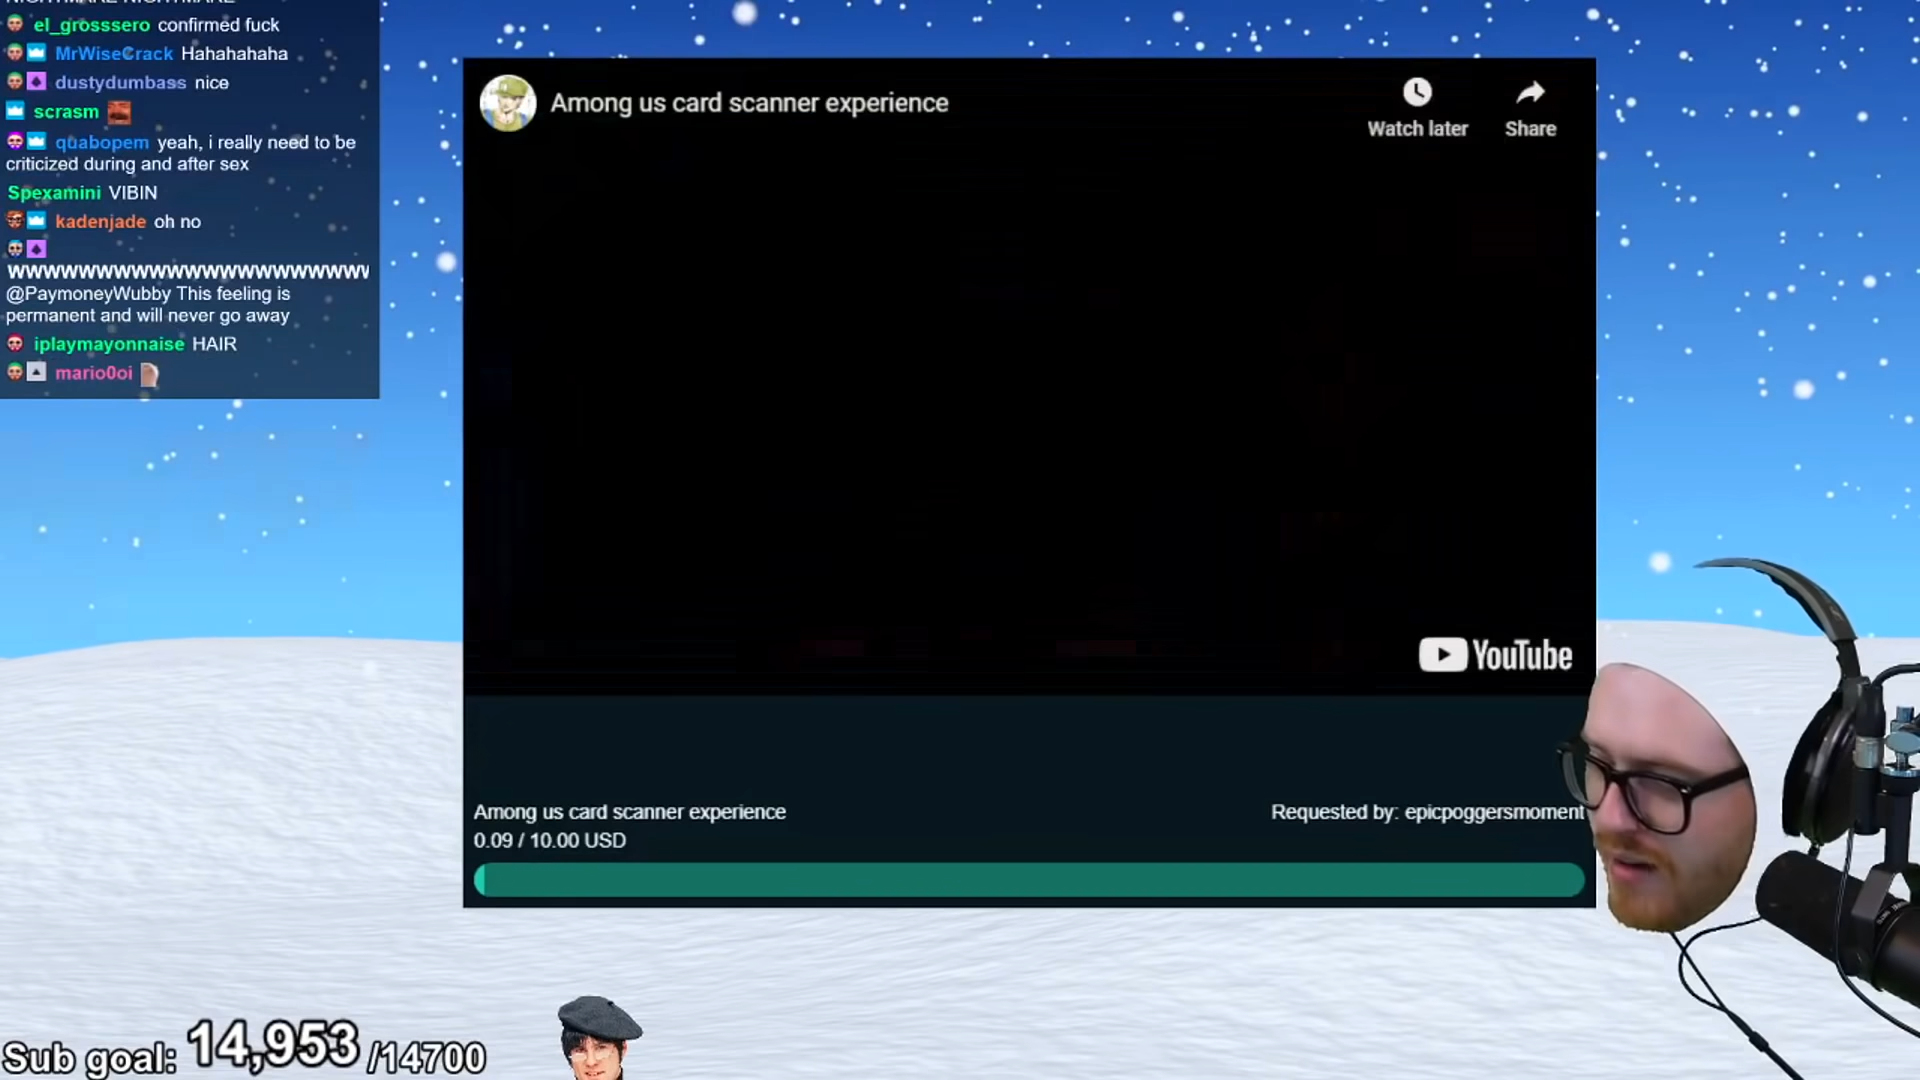 el_grosssero confirmed fuck
MrWiseCrack Hahahahaha
dustydumbass nice
scrasm
quabopem yeah, i really need to be
criticized during and after sex
Spexamini VIBIN
kadenjade oh no
@PaymoneyWubby This feeling is
permanent and will never go away
iplaymayonnaise HAIR
mario0oi
Among us card scanner experience
Watch later
Share
YouTube
Among us card scanner experience
Requested by: epicpoggersmoment
0.09 / 10.00 USD
Sub goal: 14,953 /14700